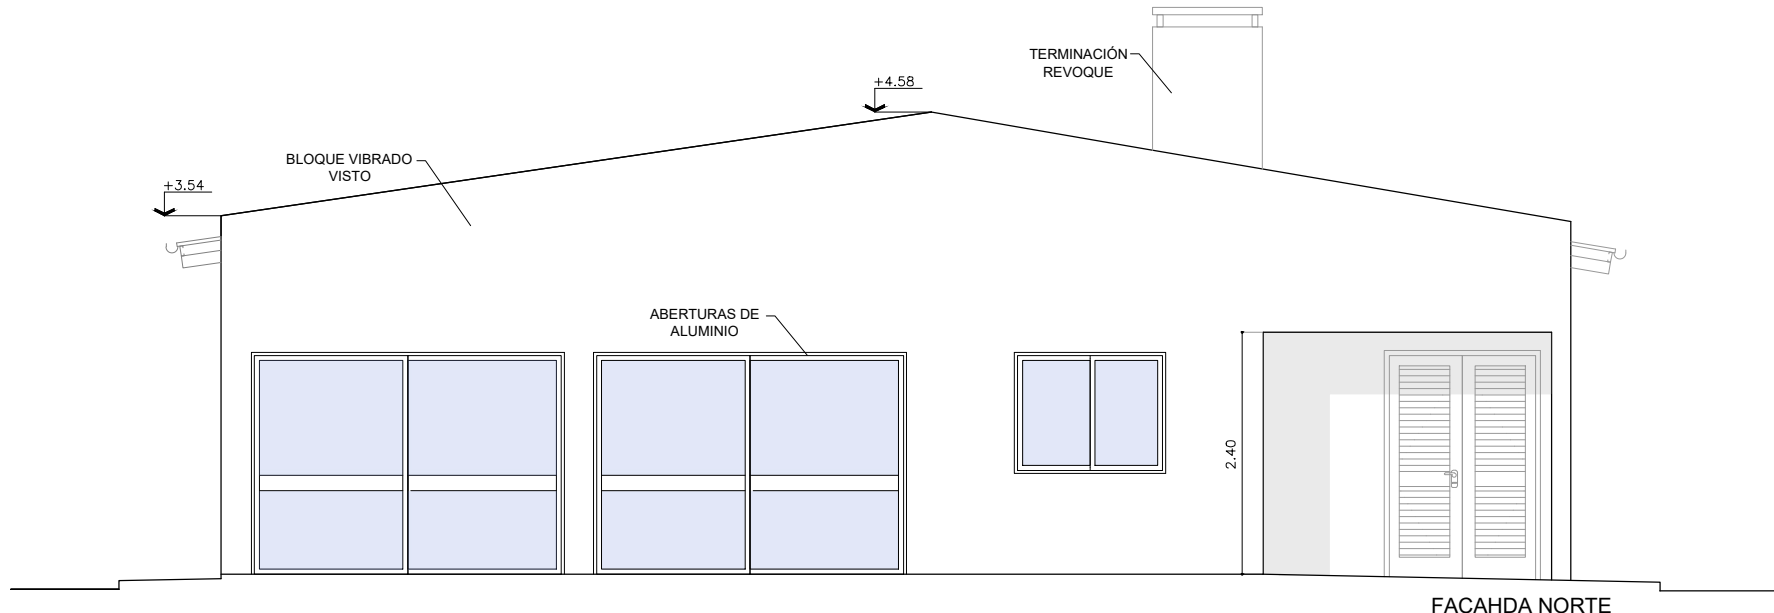 TERMINACIÓN
REVOQUE
+4.58
BLOQUE VIBRADO
VISTO
+3.54
ABERTURAS DE
ALUMINIO
2.40
FACAHDA NORTE